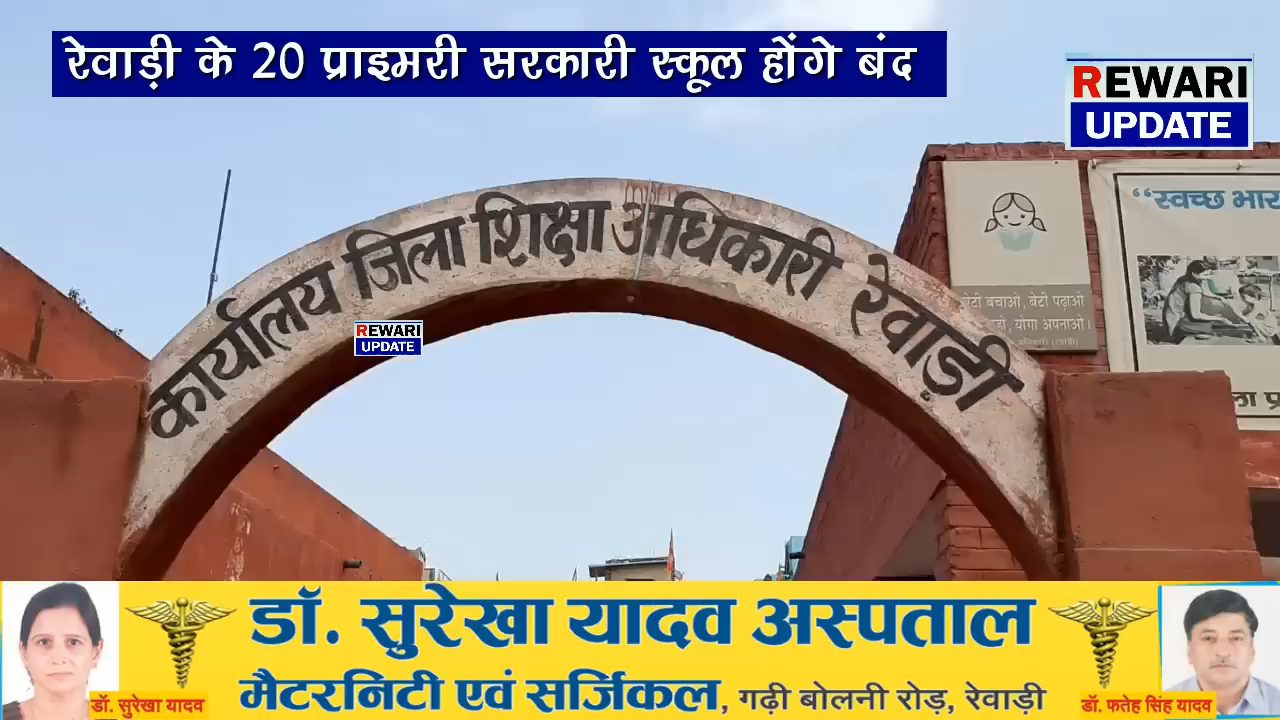 रेवाड़ी के 20 प्राइमरी सरकारी स्कूल होंगे बंद
REWARI
UPDATE
कार्यालय जिला शिक्षा अधिकारी रेवाड़ी
REWARI
UPDATE
बेटी बचाओ, बेटी पढ़ाओ
योगा अपनाओ।
“स्वच्छ
डॉ. सुरेखा यादव अस्पताल
मैटरनिटी एवं सर्जिकल, गढ़ी बोलनी रोड़, रेवाड़ी
डॉ. सुरेखा यादव
डॉ. फतेह सिंह यादव